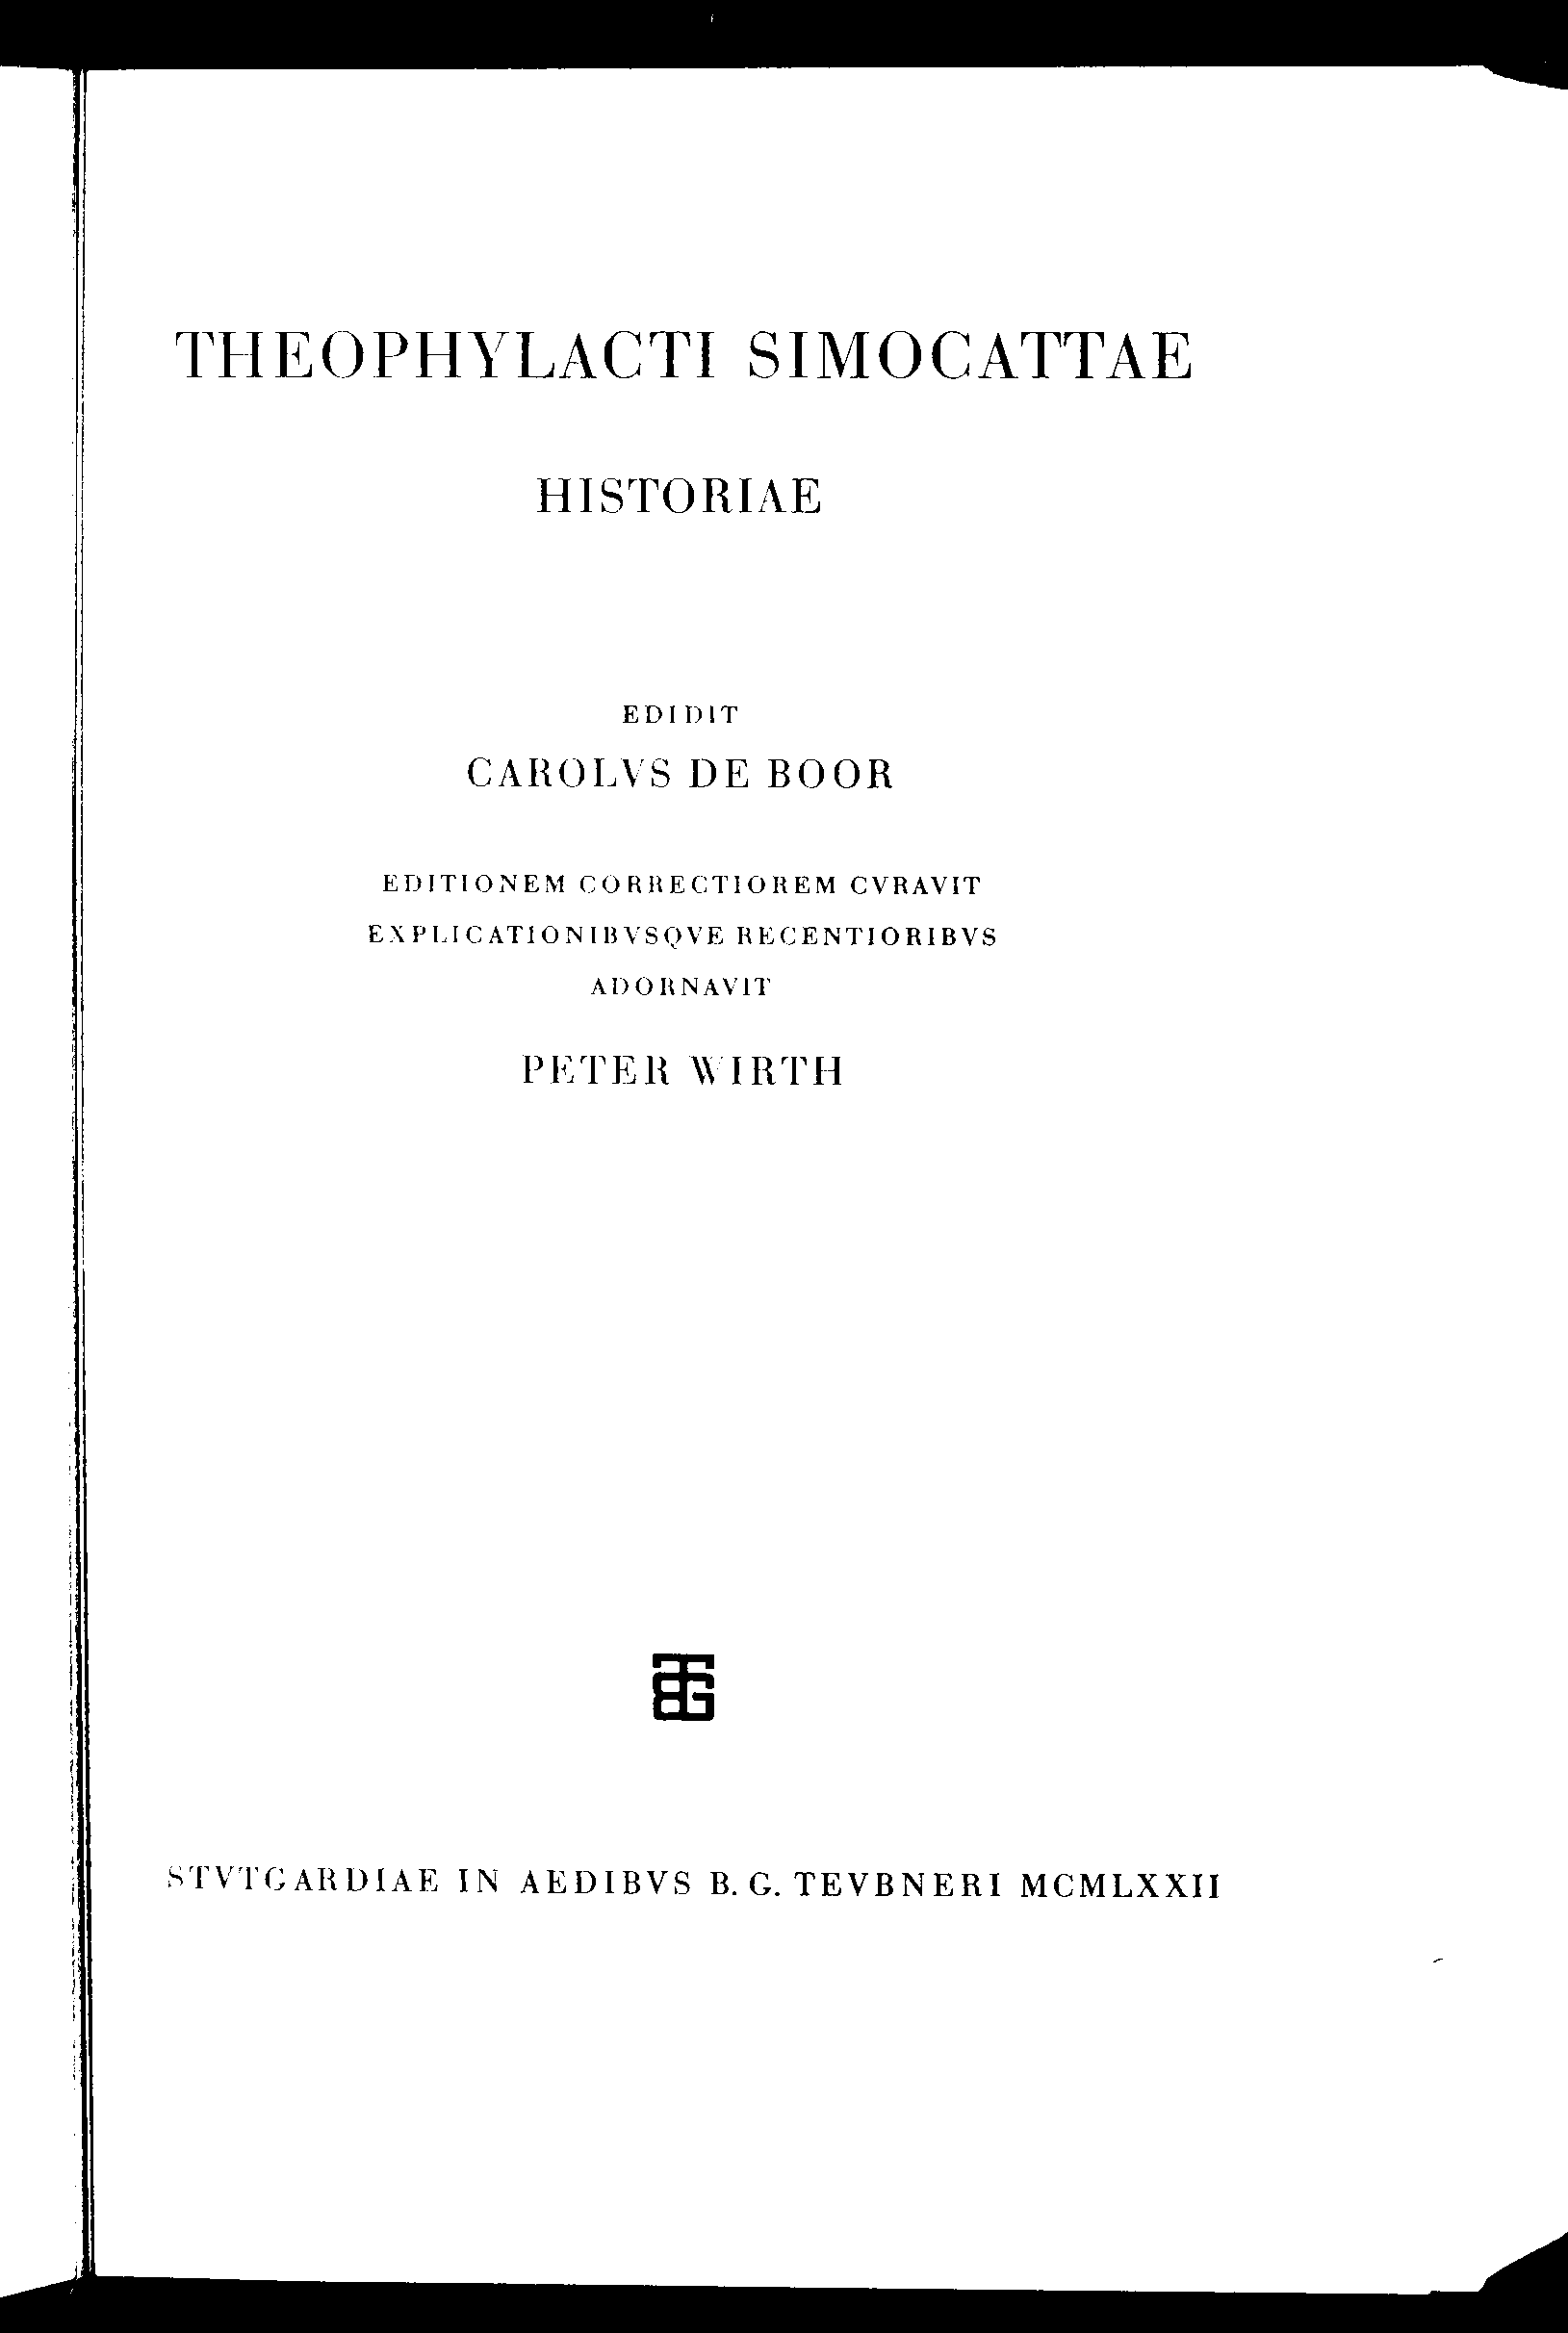 THEOPHYLACTI SIMOCATTAE
HISTORIAE
EDIDIT
CAROLVS DE BOOR
EDITIONEM CORRECTIOREM CVRAVIT
EXPLICATIONIBVSQVE RECENTIORIBVS
ADORNAVIT
PETER WIRTH
STVTGARDIAE IN AEDIBVS B. G. TEVBNERI MCMLXXII